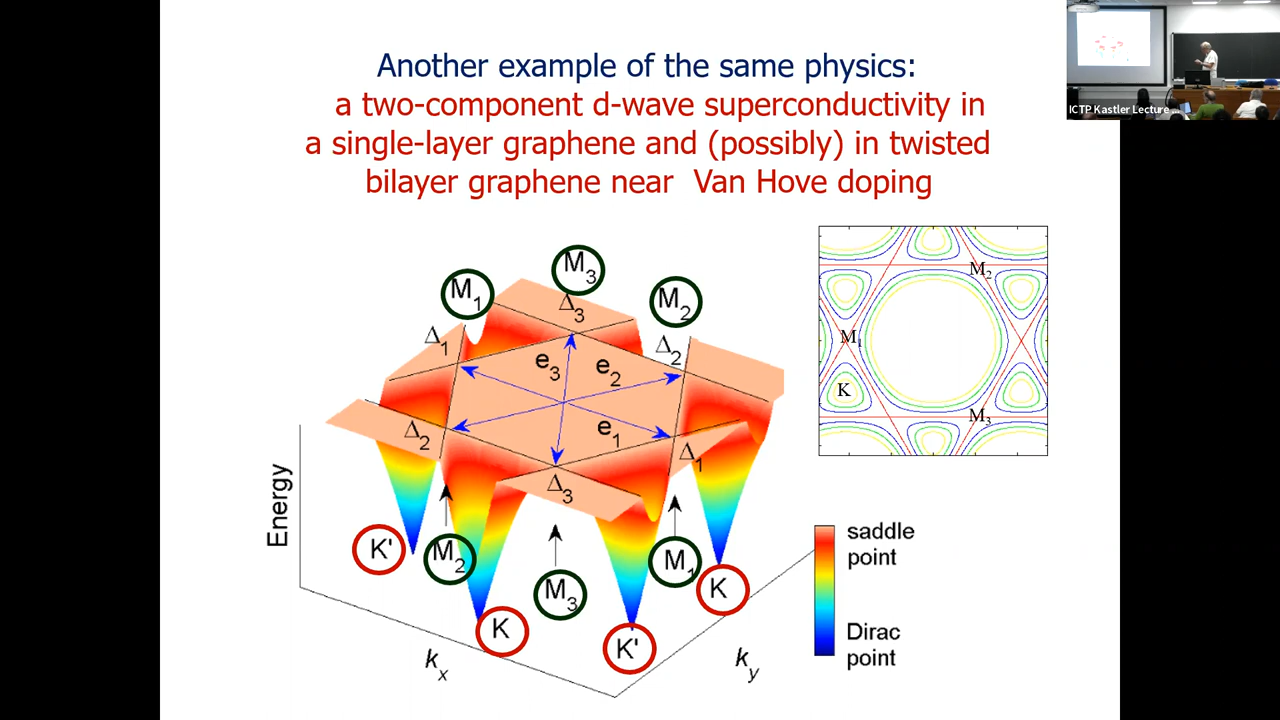 Another example of the same physics:
a two-component d-wave superconductivity in
a single-layer graphene and (possibly) in twisted
bilayer graphene near Van Hove doping
ICTP Kastler Lecture ...
M3
M1
M2
Δ3
Δ1
Δ2
e3
e2
e1
Δ2
Δ1
Δ3
K'
M2
M3
M1
K
K
K'
Energy
kx
ky
M2
M1
K
M3
saddle
point
Dirac
point